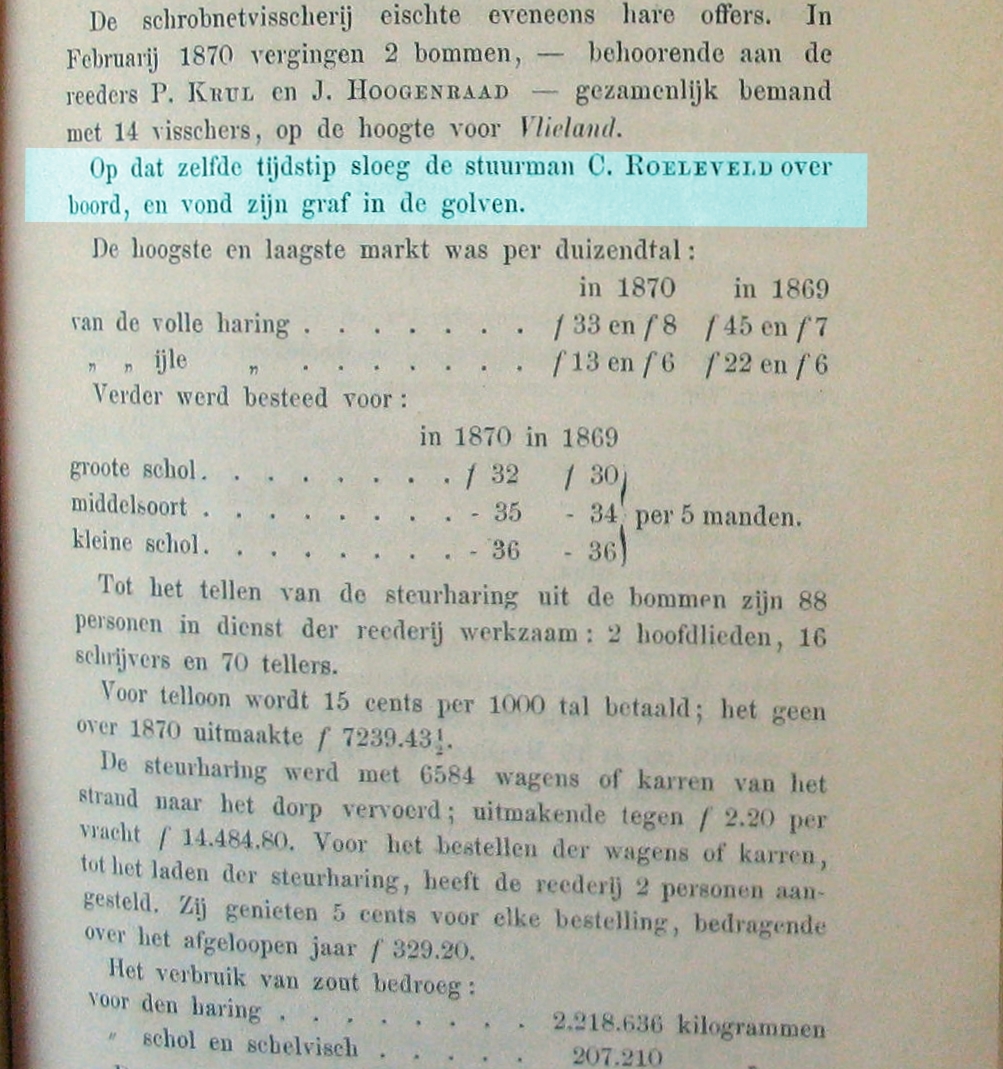 De schrobnetvisscherij eischte eveneens hare offers. In
Februarij 1870 vergingen 2 bommen, — behoorende aan de
reeders P. KRUL en J. HOOGENRAAD — gezamenlijk bemand
met 14 visschers, op de hoogte voor Vlieland.
Op dat zelfde tijdstip sloeg de stuurman C. ROELEVELD over
boord, en vond zijn graf in de golven.
De hoogste en laagste markt was per duizendtal:
in 1870 in 1869
van de volle haring . . . . . . . f 33 en f 8 f 45 en f 7
„ „ ijle „ . . . . . . . f 13 en f 6 f 22 en f 6
Verder werd besteed voor:
in 1870 in 1869
groote schol. . . . . . . . . f 32 f 30
middelsoort . . . . . . . . . - 35 - 34 per 5 manden.
kleine schol. . . . . . . . . - 36 - 36
Tot het tellen van de steurharing uit de bommen zijn 88
personen in dienst der reederij werkzaam: 2 hoofdlieden, 16
schrijvers en 70 tellers.
Voor telloon wordt 15 cents per 1000 tal betaald; het geen
over 1870 uitmaakte f 7239.43½.
De steurharing werd met 6584 wagens of karren van het
strand naar het dorp vervoerd; uitmakende tegen f 2.20 per
vracht f 14.484.80. Voor het bestellen der wagens of karren,
tot het laden der steurharing, heeft de reederij 2 personen aan-
gesteld. Zij genieten 5 cents voor elke bestelling, bedragende
over het afgeloopen jaar f 329.20.
Het verbruik van zout bedroeg:
voor den haring . . . . . . . . 2.218.636 kilogrammen
„ schol en schelvisch . . . . . 207.210